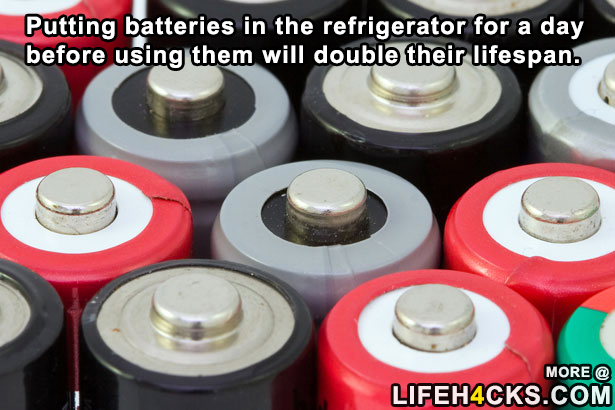 Putting batteries in the refrigerator for a day
before using them will double their lifespan.
MORE @
LIFEH4CKS.COM